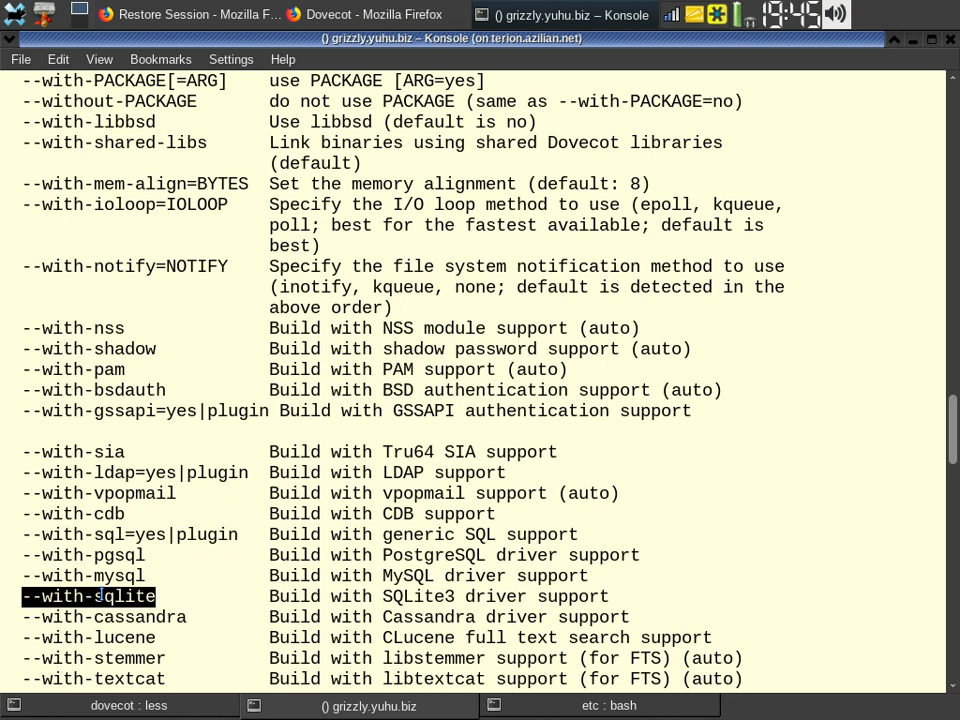 Restore Session - Mozilla F... Dovecot - Mozilla Firefox () grizzly.yuhu.biz – Konsole 19:45
() grizzly.yuhu.biz – Konsole (on terion.azilian.net)
File Edit View Bookmarks Settings Help
--with-PACKAGE[=ARG] use PACKAGE [ARG=yes]
--without-PACKAGE do not use PACKAGE (same as --with-PACKAGE=no)
--with-libbsd Use libbsd (default is no)
--with-shared-libs Link binaries using shared Dovecot libraries
(default)
--with-mem-align=BYTES Set the memory alignment (default: 8)
--with-ioloop=IOLOOP Specify the I/O loop method to use (epoll, kqueue,
poll; best for the fastest available; default is
best)
--with-notify=NOTIFY Specify the file system notification method to use
(inotify, kqueue, none; default is detected in the
above order)
--with-nss Build with NSS module support (auto)
--with-shadow Build with shadow password support (auto)
--with-pam Build with PAM support (auto)
--with-bsdauth Build with BSD authentication support (auto)
--with-gssapi=yes|plugin Build with GSSAPI authentication support
--with-sia Build with Tru64 SIA support
--with-ldap=yes|plugin Build with LDAP support
--with-vpopmail Build with vpopmail support (auto)
--with-cdb Build with CDB support
--with-sql=yes|plugin Build with generic SQL support
--with-pgsql Build with PostgreSQL driver support
--with-mysql Build with MySQL driver support
--with-sqlite Build with SQLite3 driver support
--with-cassandra Build with Cassandra driver support
--with-lucene Build with CLucene full text search support
--with-stemmer Build with libstemmer support (for FTS) (auto)
--with-textcat Build with libtextcat support (for FTS) (auto)
dovecot : less () grizzly.yuhu.biz etc : bash